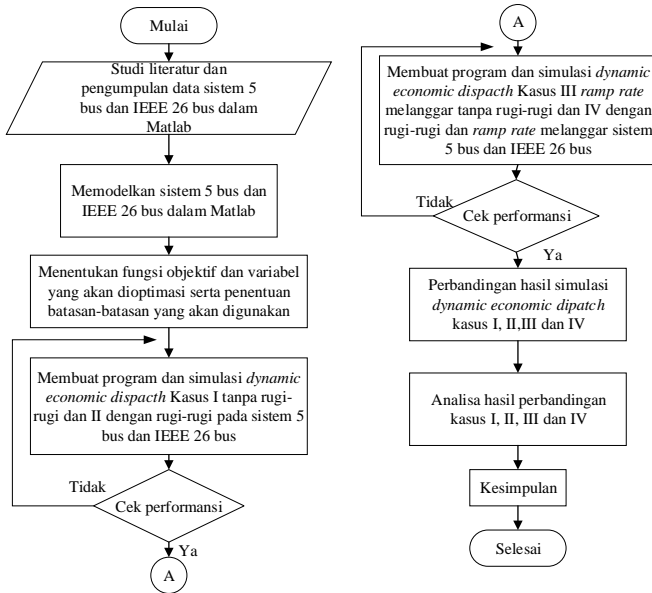 Mulai
Studi literatur dan
pengumpulan data sistem 5
bus dan IEEE 26 bus dalam
Matlab
Memodelkan sistem 5 bus dan
IEEE 26 bus dalam Matlab
Menentukan fungsi objektif dan variabel
yang akan dioptimasi serta penentuan
batasan-batasan yang akan digunakan
Membuat program dan simulasi dynamic
economic dispacth Kasus I tanpa rugi-
rugi dan II dengan rugi-rugi pada sistem 5
bus dan IEEE 26 bus
Tidak
Cek performansi
Ya
A
A
Membuat program dan simulasi dynamic
economic dispacth Kasus III ramp rate
melanggar tanpa rugi-rugi dan IV dengan
rugi-rugi dan ramp rate melanggar sistem
5 bus dan IEEE 26 bus
Tidak
Cek performansi
Ya
Perbandingan hasil simulasi
dynamic economic dipatch
kasus I, II,III dan IV
Analisa hasil perbandingan
kasus I, II, III dan IV
Kesimpulan
Selesai